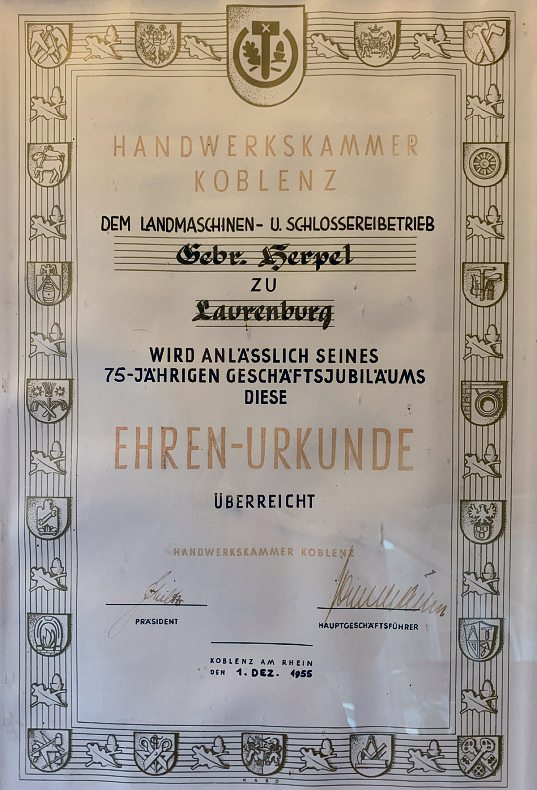 HANDWERKSKAMMER
KOBLENZ
DEM LANDMASCHINEN- U. SCHLOSSEREIBETRIEB
Gebr. Herpel
ZU
Laurenburg
WIRD ANLÄSSLICH SEINES
75-JÄHRIGEN GESCHÄFTSJUBILÄUMS
DIESE
EHREN-URKUNDE
ÜBERREICHT
HANDWERKSKAMMER KOBLENZ
PRÄSIDENT
HAUPTGESCHÄFTSFÜHRER
KOBLENZ AM RHEIN
DEN 1. DEZ. 1955